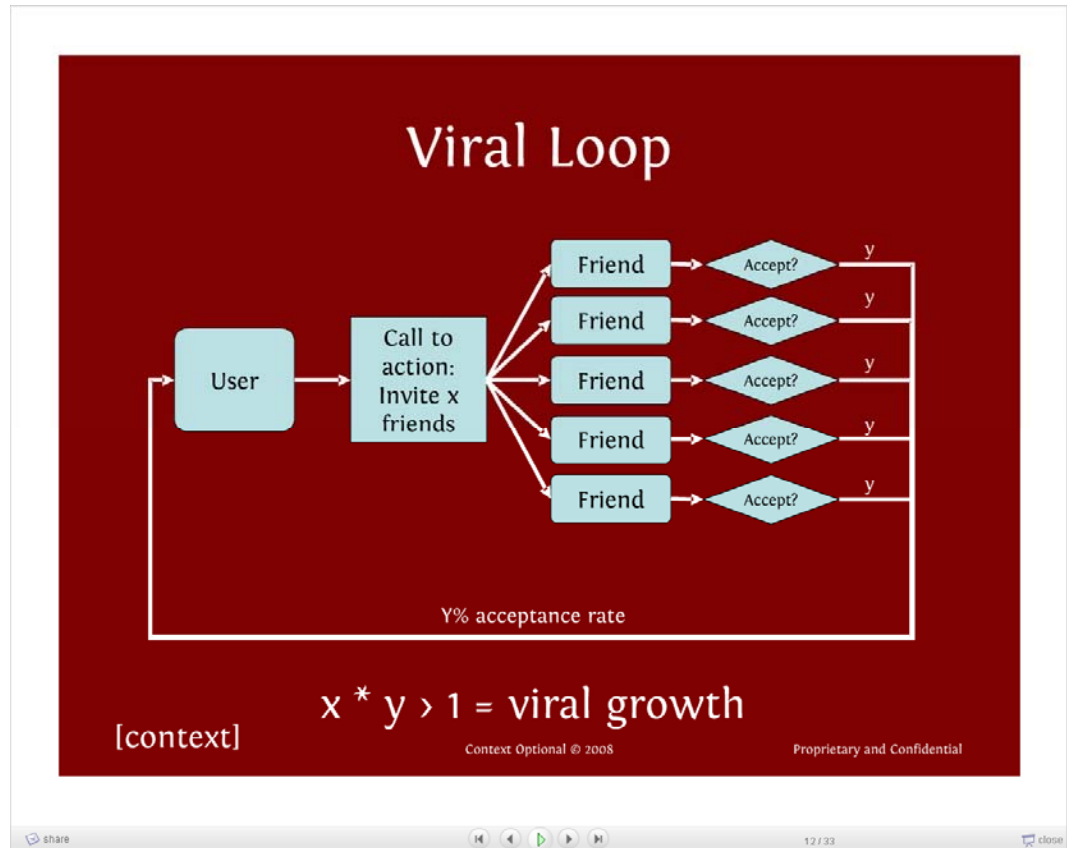 Viral Loop
User
Call to
action:
Invite x
friends
Friend
Accept?
y
Friend
Accept?
y
Friend
Accept?
y
Friend
Accept?
y
Friend
Accept?
y
Y% acceptance rate
x * y > 1 = viral growth
[context]
Context Optional © 2008
Proprietary and Confidential
share
12 / 33
close